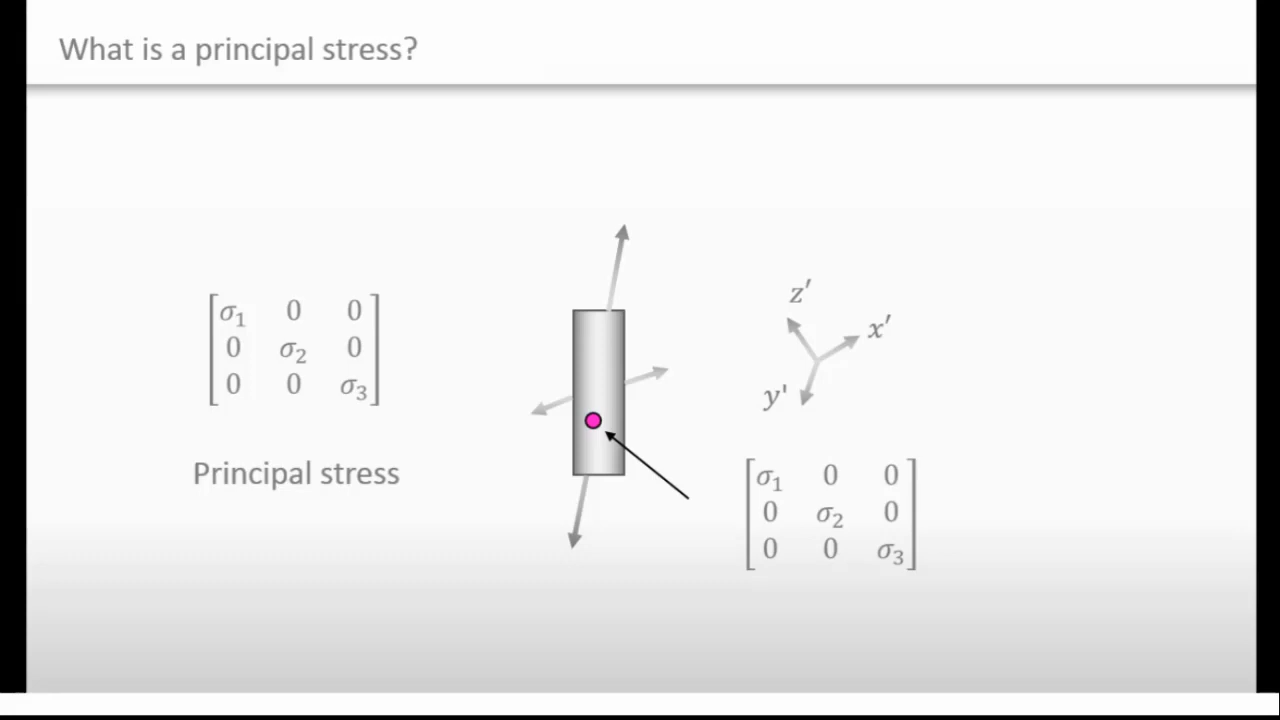 What is a principal stress?
σ₁ 0 0
0 σ₂ 0
0 0 σ₃
Principal stress
z′
x′
y'
σ₁ 0 0
0 σ₂ 0
0 0 σ₃